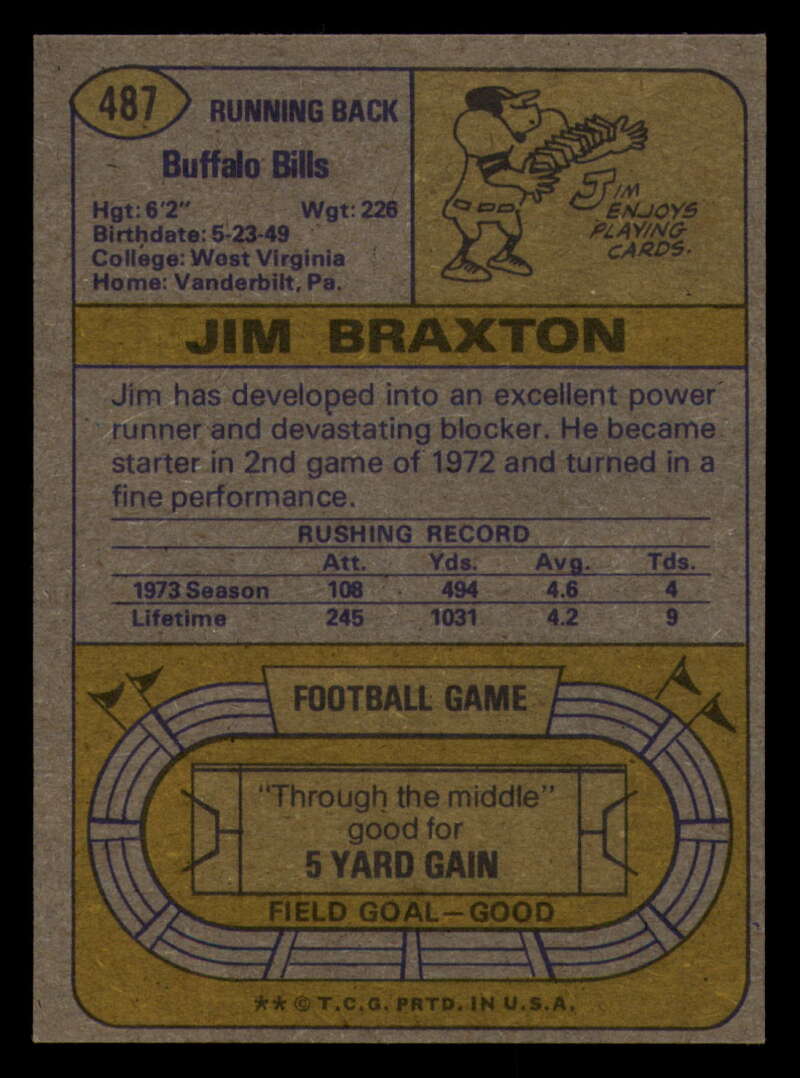 487
RUNNING BACK
Buffalo Bills
Hgt: 6'2" Wgt: 226
Birthdate: 5-23-49
College: West Virginia
Home: Vanderbilt, Pa.
JIM
ENJOYS
PLAYING
CARDS.
JIM BRAXTON
Jim has developed into an excellent power
runner and devastating blocker. He became
starter in 2nd game of 1972 and turned in a
fine performance.
RUSHING RECORD
Att. Yds. Avg. Tds.
1973 Season 108 494 4.6 4
Lifetime 245 1031 4.2 9
FOOTBALL GAME
"Through the middle"
good for
5 YARD GAIN
FIELD GOAL—GOOD
** © T.C.G. PRTD. IN U.S.A.